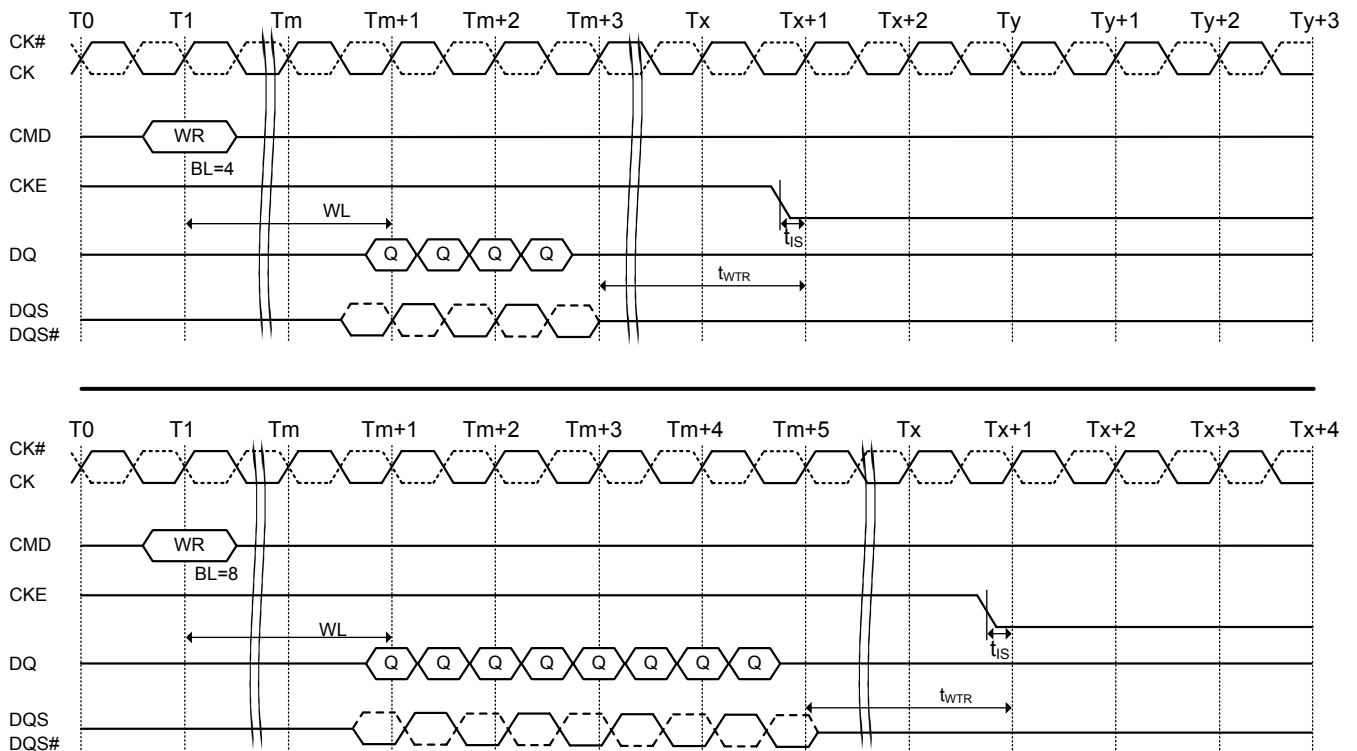 T0 T1 Tm Tm+1 Tm+2 Tm+3 Tx Tx+1 Tx+2 Ty Ty+1 Ty+2 Ty+3
CK#
CK
CMD WR
BL=4
CKE
WL
tIS
DQ Q Q Q Q
tWTR
DQS
DQS#
T0 T1 Tm Tm+1 Tm+2 Tm+3 Tm+4 Tm+5 Tx Tx+1 Tx+2 Tx+3 Tx+4
CK#
CK
CMD WR
BL=8
CKE
WL
tIS
DQ Q Q Q Q Q Q Q Q
tWTR
DQS
DQS#